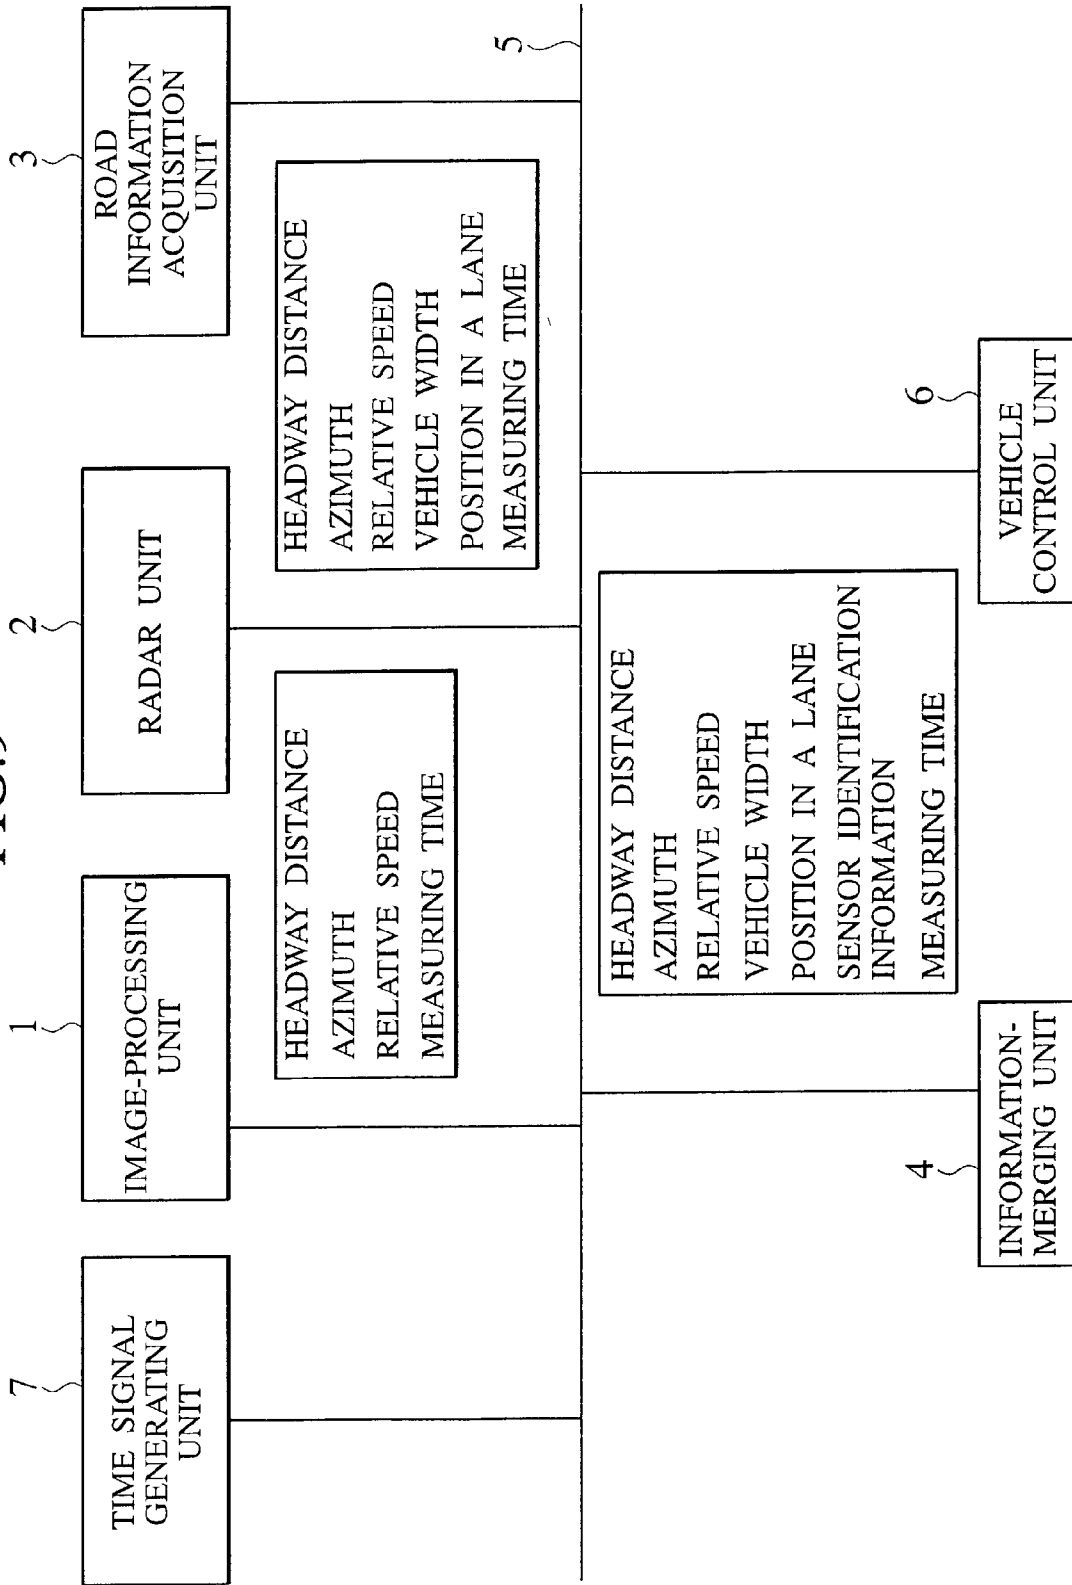 7
1
2
3
TIME SIGNAL
GENERATING
UNIT
IMAGE-PROCESSING
UNIT
RADAR UNIT
ROAD
INFORMATION
ACQUISITION
UNIT
HEADWAY DISTANCE
AZIMUTH
RELATIVE SPEED
MEASURING TIME
HEADWAY DISTANCE
AZIMUTH
RELATIVE SPEED
VEHICLE WIDTH
POSITION IN A LANE
MEASURING TIME
5
HEADWAY DISTANCE
AZIMUTH
RELATIVE SPEED
VEHICLE WIDTH
POSITION IN A LANE
SENSOR IDENTIFICATION
INFORMATION
MEASURING TIME
4
INFORMATION-
MERGING UNIT
6
VEHICLE
CONTROL UNIT